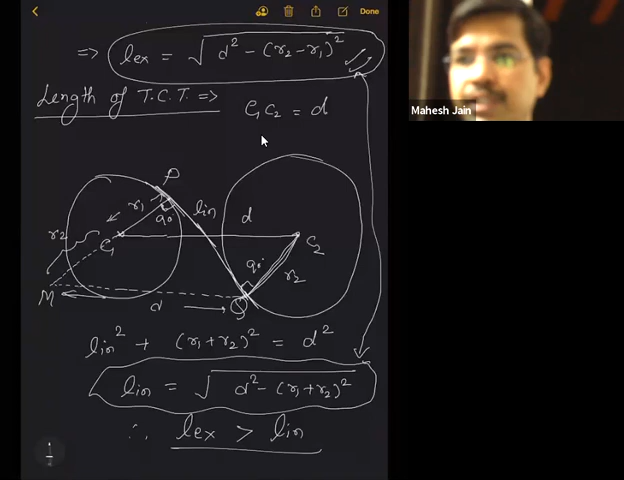 Done
⇒ lex = √(d² - (r₂ - r₁)²)
Mahesh Jain
Length of T.C.T. ⇒
C₁C₂ = d
P
r₁
90°
lin
d
r₂
C₁
C₂
90°
r₂
M
d
Q
lin² + (r₁ + r₂)² = d²
lin = √(d² - (r₁ + r₂)²)
∴ lex > lin